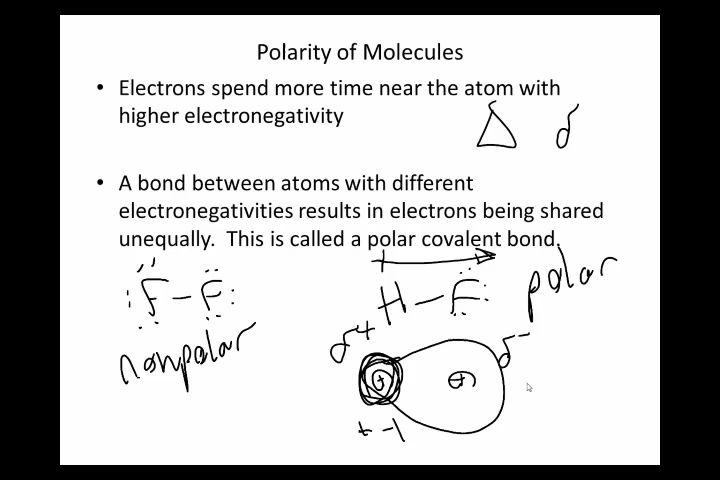 Polarity of Molecules
• Electrons spend more time near the atom with
higher electronegativity
Δ δ
• A bond between atoms with different
electronegativities results in electrons being shared
unequally. This is called a polar covalent bond.
F – F
H – F
polar
nonpolar
δ+
δ-
+
+
+ -1